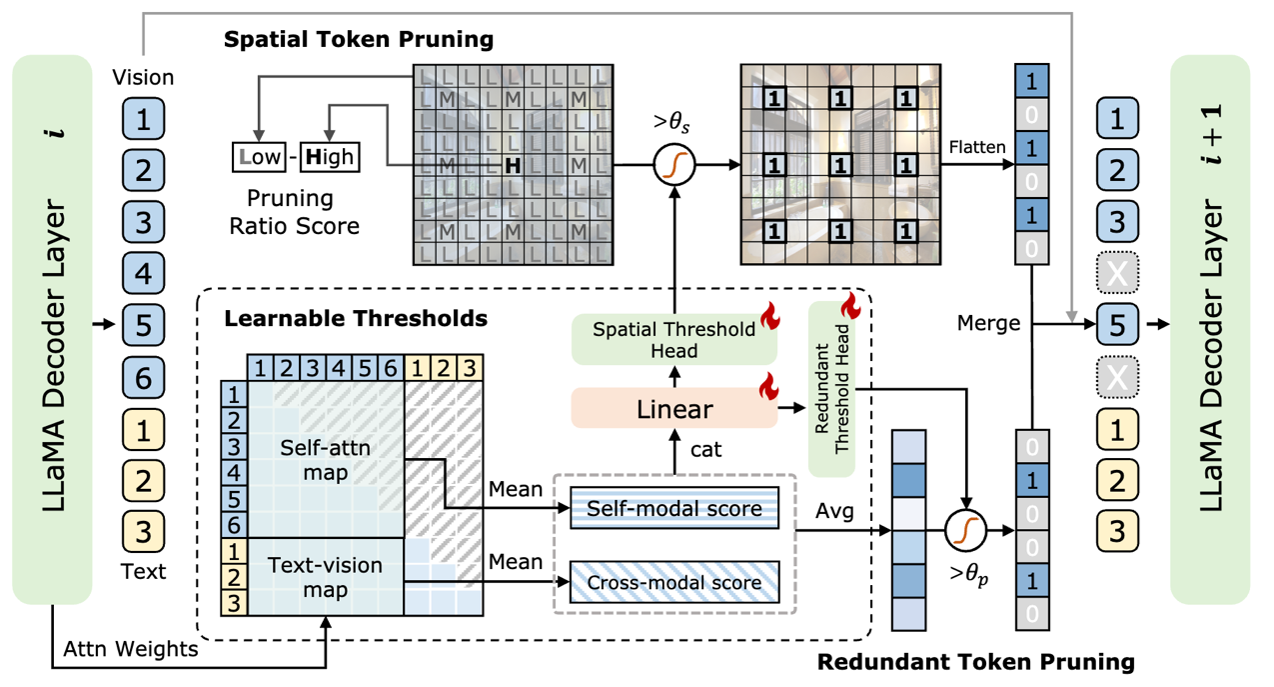 LLaMA Decoder Layer i
Vision
1
2
3
4
5
6
1
2
3
Text
Attn Weights
Spatial Token Pruning
Low - High
Pruning
Ratio Score
L L L L L L L L L
L M L L M L L M L
L L L L L L L L L
L L L L L L L L L
L M L L H L L M L
L L L L L L L L L
L L L L L L L L L
L M L L M L L M L
L L L L L L L L L
>θs
1 1 1
1 1 1
1 1 1
Flatten
1
0
1
0
1
0
Learnable Thresholds
1 2 3 4 5 6 1 2 3
1
2
3
4
5
6
1
2
3
Self-attn
map
Text-vision
map
Mean
Mean
Spatial Threshold
Head
Linear
cat
Self-modal score
Cross-modal score
Redundant
Threshold Head
Avg
>θp
0
1
0
0
1
0
Merge
Redundant Token Pruning
1
2
3
X
5
X
1
2
3
LLaMA Decoder Layer i + 1